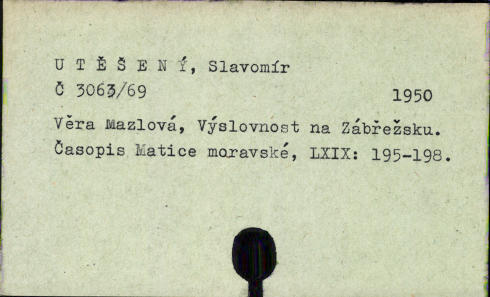 U T Ě Š E N Ý, Slavomír
Č 3063/69 1950
Věra Mazlová, Výslovnost na Zábřežsku.
Časopis Matice moravské, LXIX: 195-198.